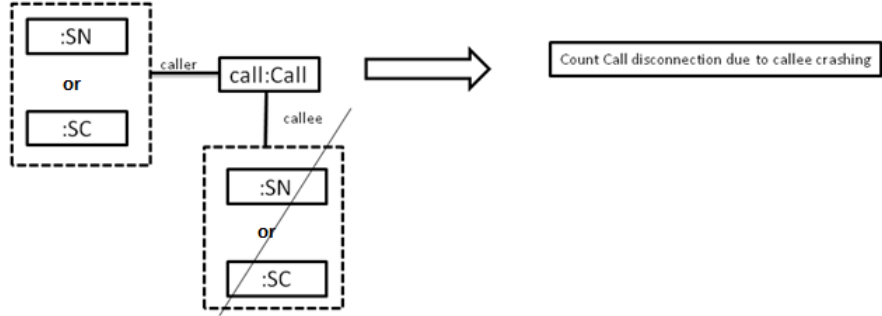 :SN
or
:SC
caller
call:Call
callee
:SN
or
:SC
Count Call disconnection due to callee crashing